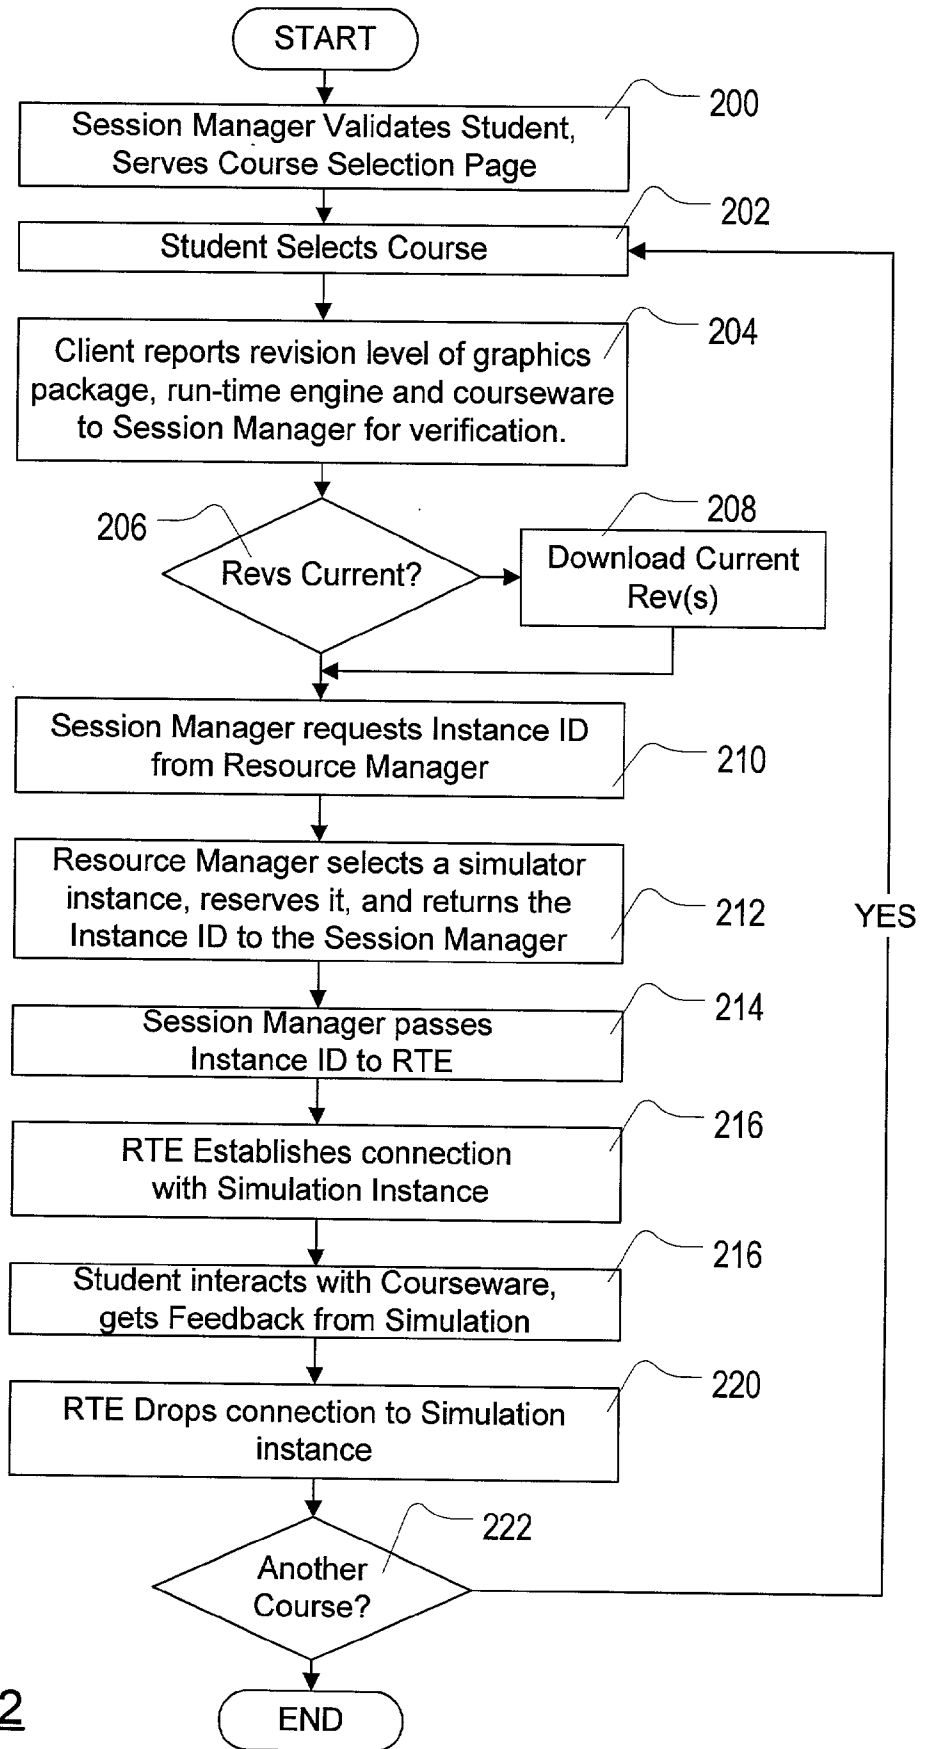 START
200
Session Manager Validates Student,
Serves Course Selection Page
202
Student Selects Course
204
Client reports revision level of graphics
package, run-time engine and courseware
to Session Manager for verification.
206
Revs Current?
208
Download Current
Rev(s)
Session Manager requests Instance ID
from Resource Manager
210
Resource Manager selects a simulator
instance, reserves it, and returns the
Instance ID to the Session Manager
212
YES
214
Session Manager passes
Instance ID to RTE
216
RTE Establishes connection
with Simulation Instance
216
Student interacts with Courseware,
gets Feedback from Simulation
220
RTE Drops connection to Simulation
instance
222
Another
Course?
END
2